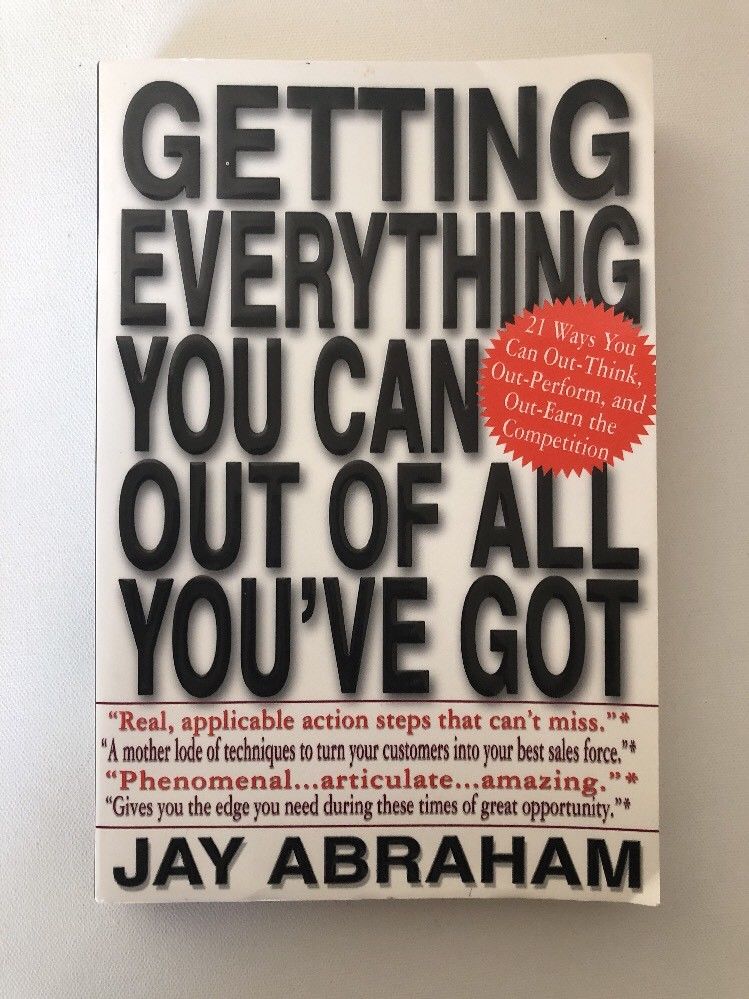 GETTING
EVERYTHING
YOU CAN
OUT OF ALL
YOU'VE GOT
21 Ways You
Can Out-Think,
Out-Perform, and
Out-Earn the
Competition
“Real, applicable action steps that can't miss.”*
“A mother lode of techniques to turn your customers into your best sales force.”*
“Phenomenal...articulate...amazing.”*
“Gives you the edge you need during these times of great opportunity.”*
JAY ABRAHAM